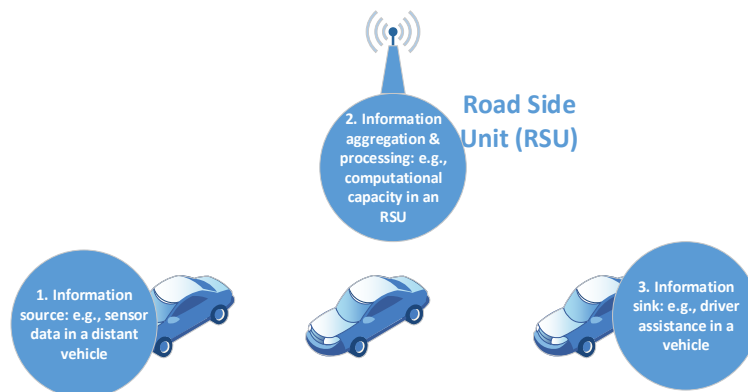 2. Information
aggregation &
processing: e.g.,
computational
capacity in an
RSU
Road Side
Unit (RSU)
1. Information
source: e.g., sensor
data in a distant
vehicle
3. Information
sink: e.g., driver
assistance in a
vehicle